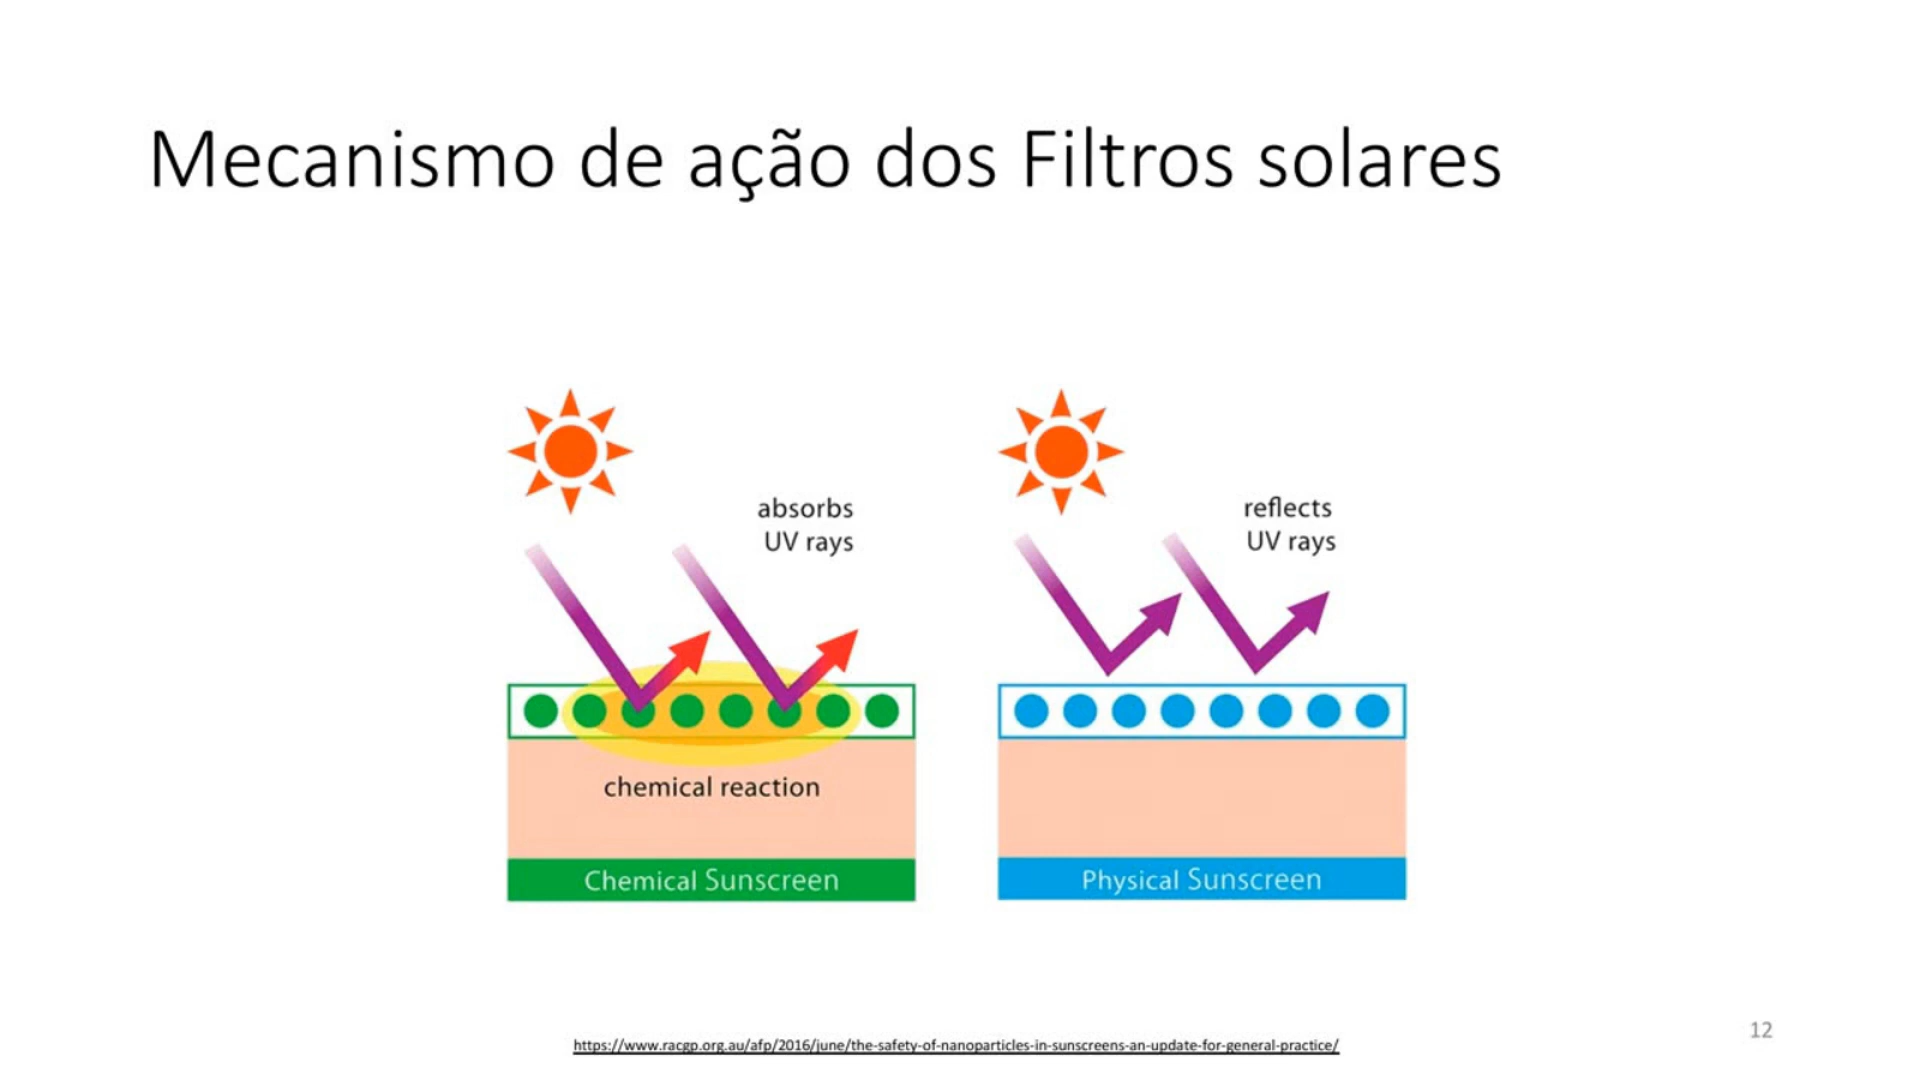 Mecanismo de ação dos Filtros solares
absorbs
UV rays
chemical reaction
Chemical Sunscreen
reflects
UV rays
Physical Sunscreen
https://www.racgp.org.au/afp/2016/june/the-safety-of-nanoparticles-in-sunscreens-an-update-for-general-practice/
12